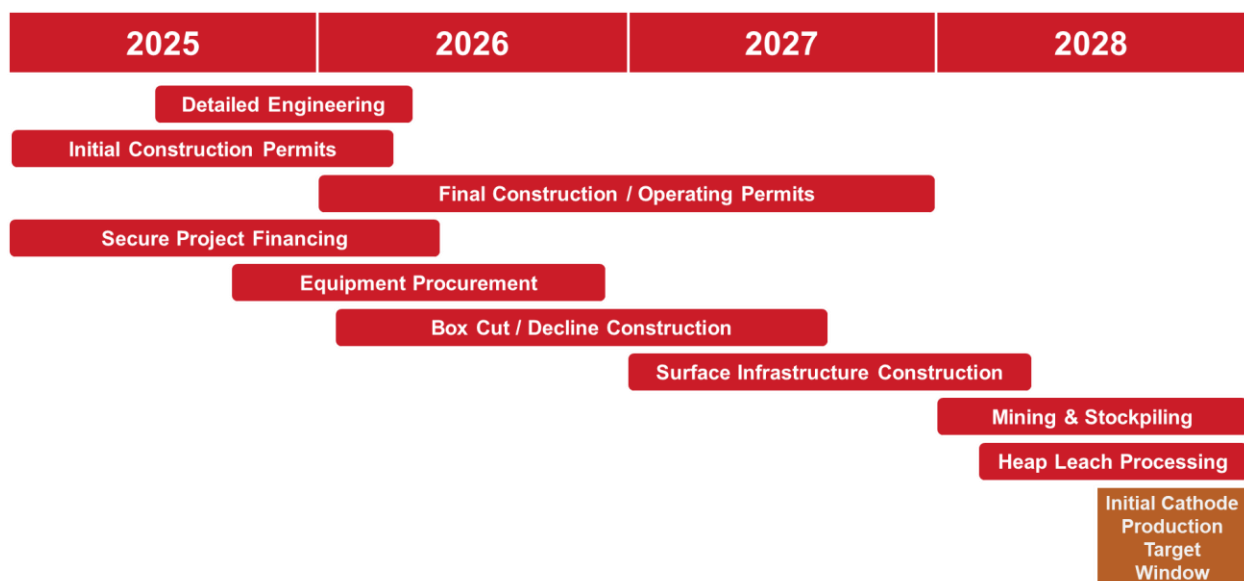 2025 2026 2027 2028
Detailed Engineering
Initial Construction Permits
Final Construction / Operating Permits
Secure Project Financing
Equipment Procurement
Box Cut / Decline Construction
Surface Infrastructure Construction
Mining & Stockpiling
Heap Leach Processing
Initial Cathode
Production
Target
Window